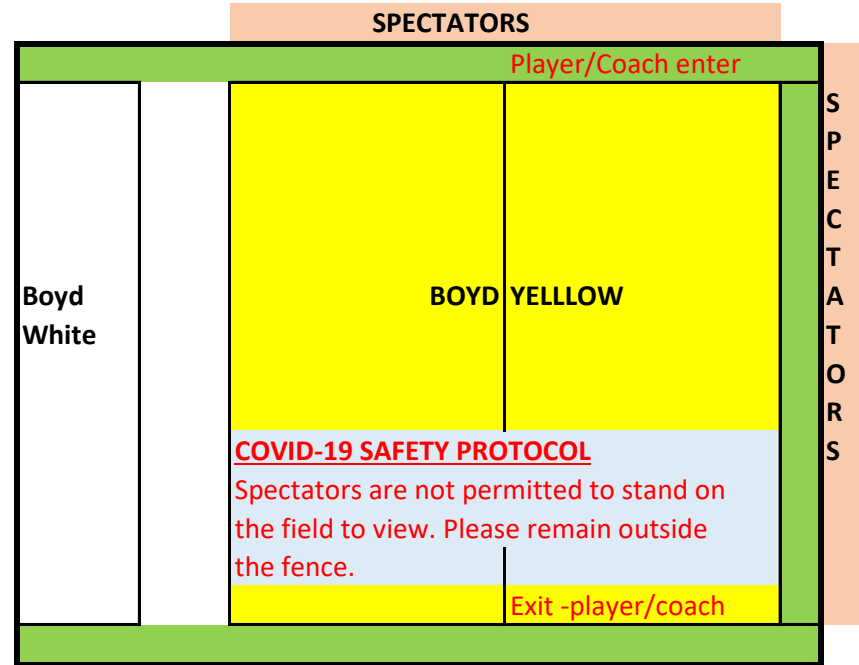 SPECTATORS
Player/Coach enter
SPECTATORS
Boyd
White
BOYD YELLLOW
COVID-19 SAFETY PROTOCOL
Spectators are not permitted to stand on
the field to view. Please remain outside
the fence.
Exit -player/coach